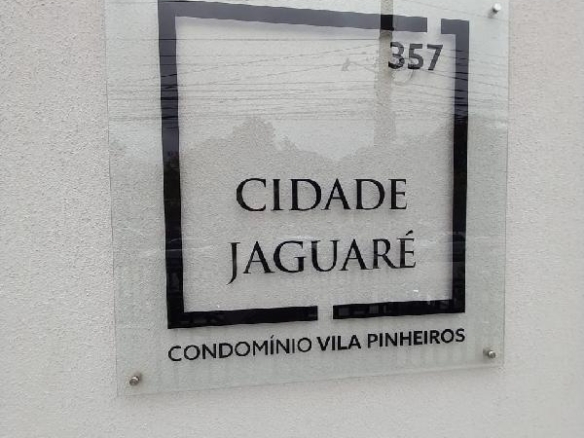 357
CIDADE
JAGUARÉ
CONDOMÍNIO VILA PINHEIROS